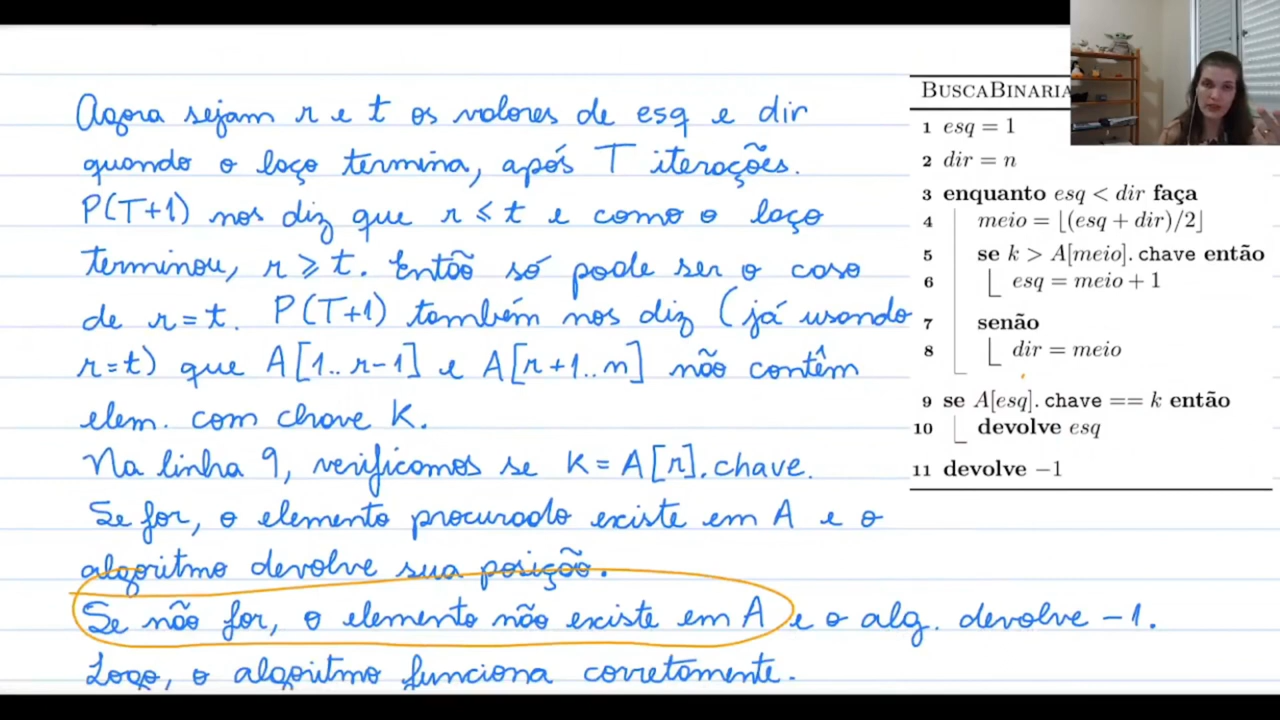 Agora sejam r e t os valores de esq e dir
quando o laço termina, após T iterações.
P(T+1) nos diz que r ≤ t e como o laço
terminou, r ≥ t. Então só pode ser o caso
de r=t. P(T+1) também nos diz (já usando
r=t) que A[1..r-1] e A[r+1..n] não contêm
elem. com chave K.
Na linha 9, verificamos se K = A[r].chave.
Se for, o elemento procurado existe em A e o
algoritmo devolve sua posição.
Se não for, o elemento não existe em A e o alg. devolve -1.
Logo, o algoritmo funciona corretamente.
BUSCABINARIA
1 esq = 1
2 dir = n
3 enquanto esq < dir faça
4 meio = ⌊(esq + dir)/2⌋
5 se k > A[meio]. chave então
6 esq = meio + 1
7 senão
8 dir = meio
9 se A[esq]. chave == k então
10 devolve esq
11 devolve −1